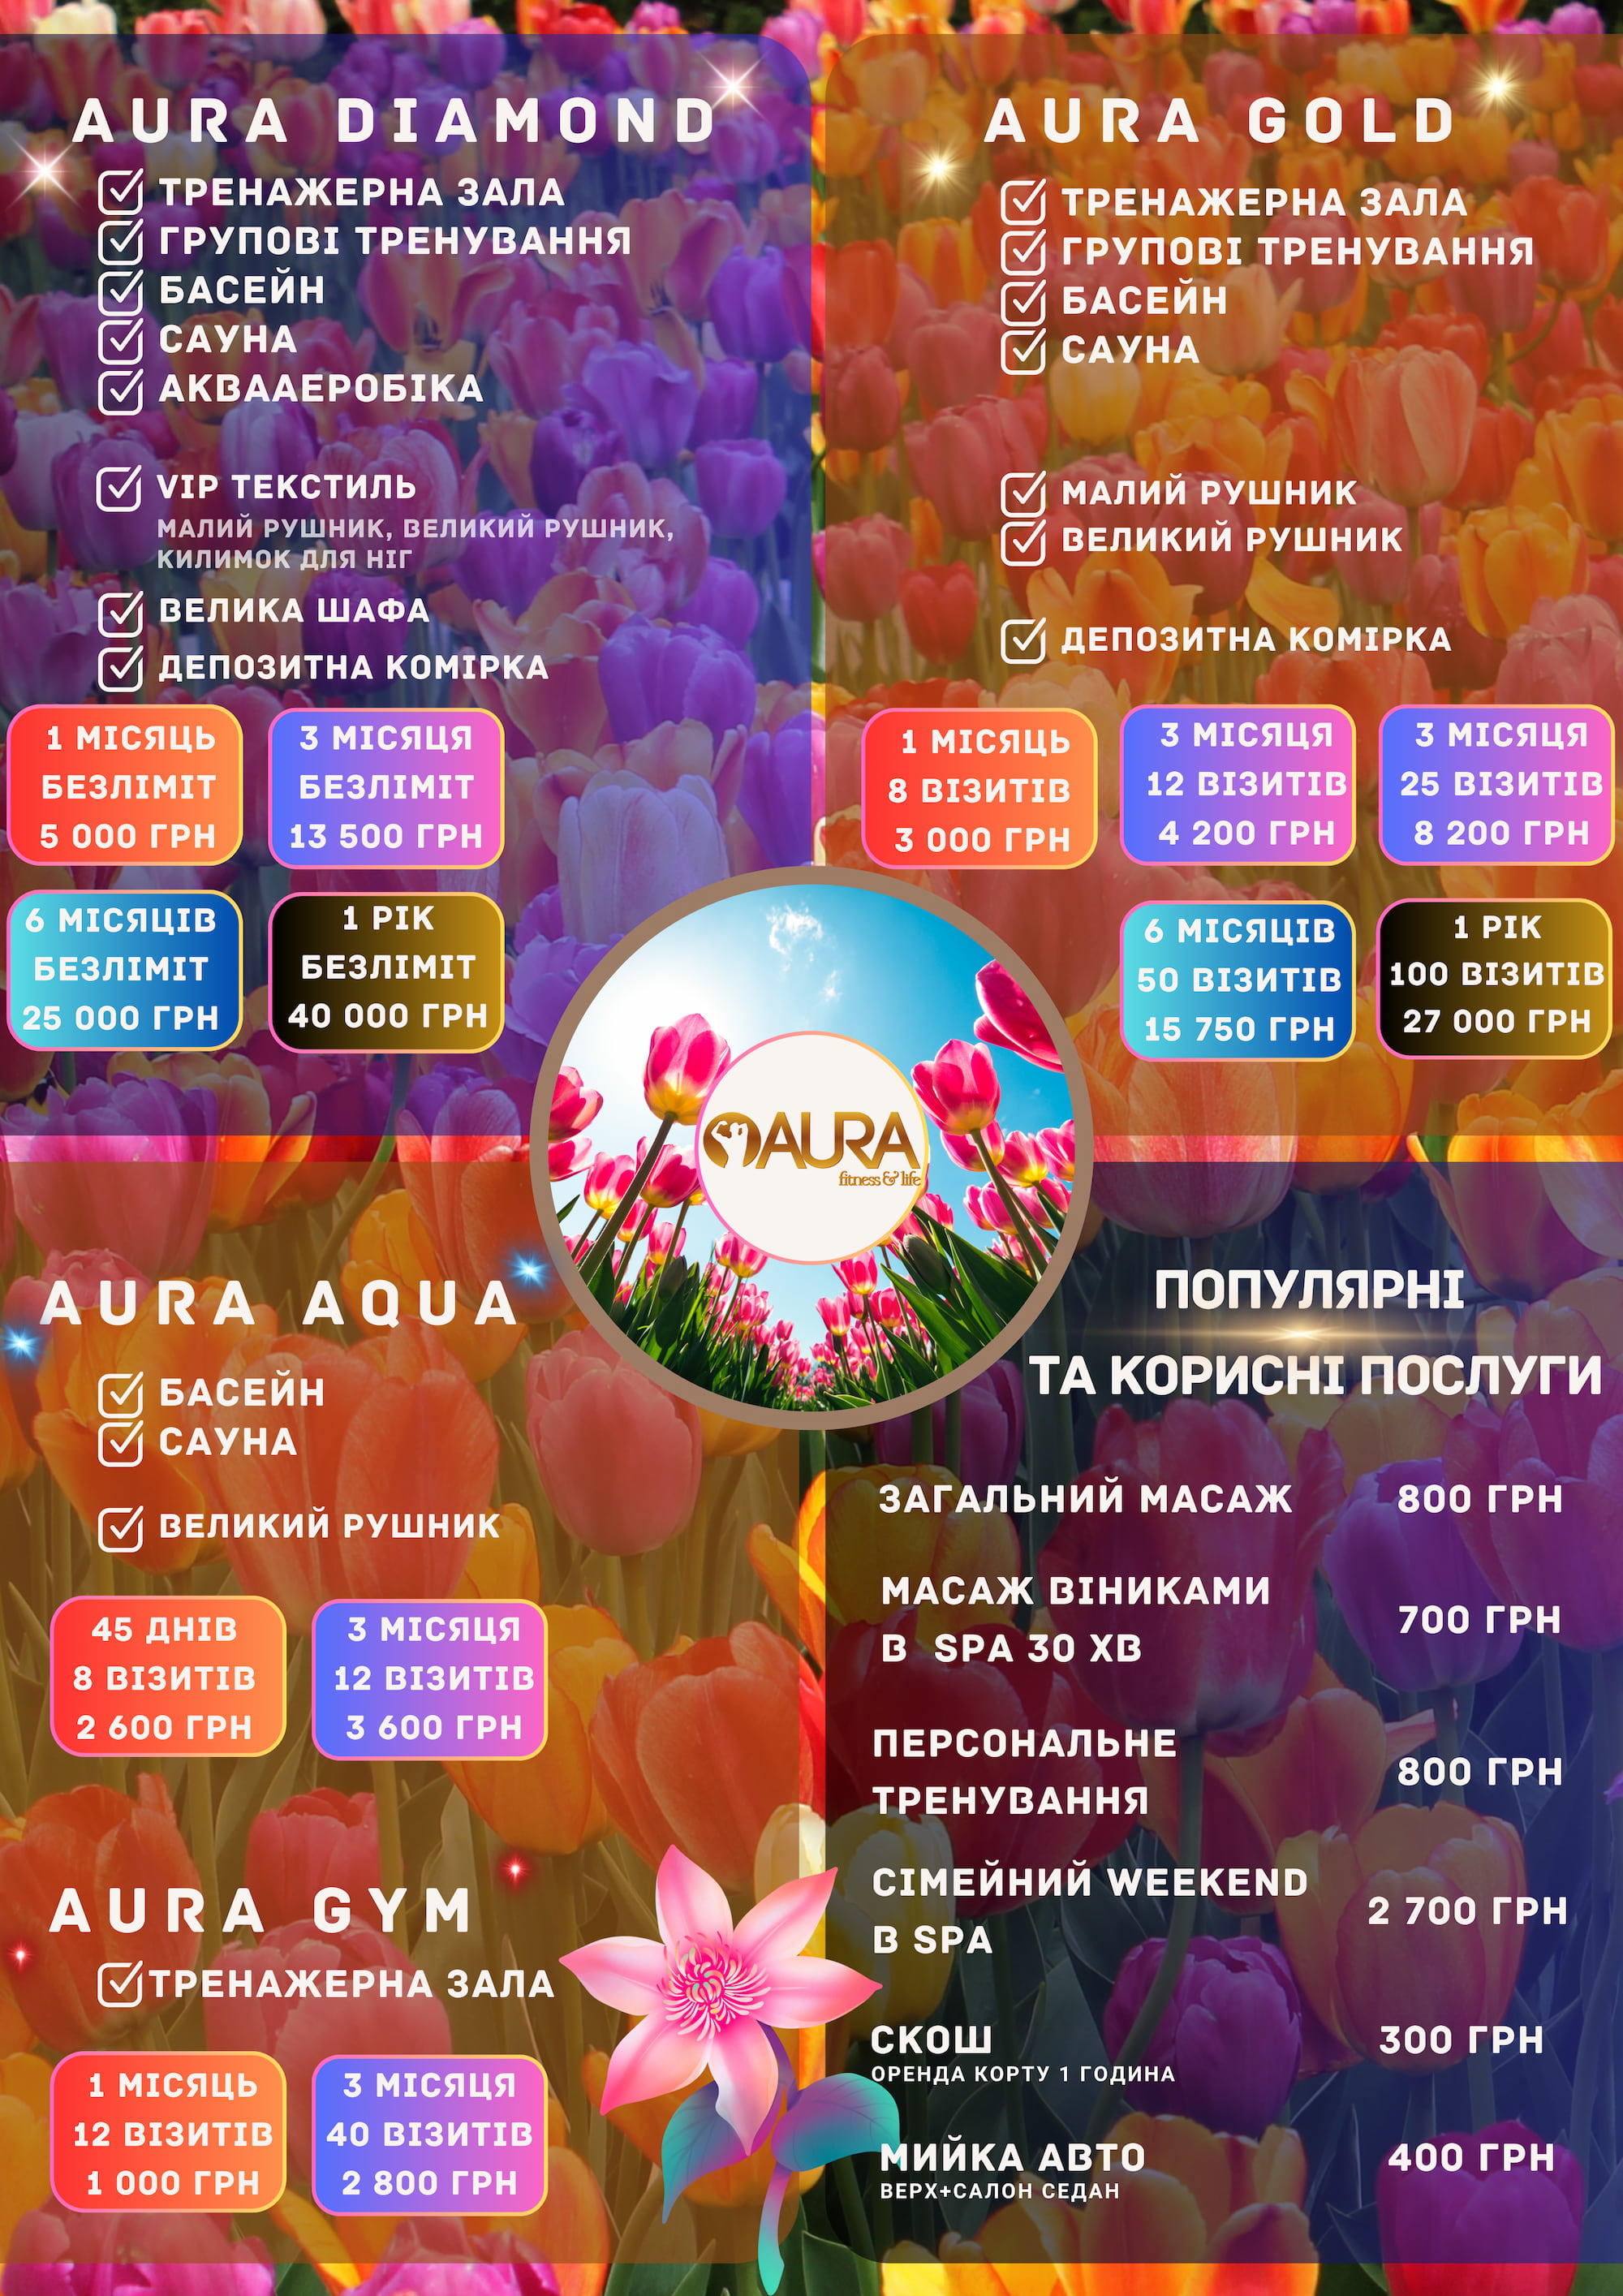 AURA DIAMOND
ТРЕНАЖЕРНА ЗАЛА
ГРУПОВІ ТРЕНУВАННЯ
БАСЕЙН
САУНА
АКВААЕРОБІКА
VIP ТЕКСТИЛЬ
МАЛИЙ РУШНИК, ВЕЛИКИЙ РУШНИК,
КИЛИМОК ДЛЯ НІГ
ВЕЛИКА ШАФА
ДЕПОЗИТНА КОМІРКА
1 МІСЯЦЬ
БЕЗЛІМІТ
5 000 ГРН
3 МІСЯЦЯ
БЕЗЛІМІТ
13 500 ГРН
6 МІСЯЦІВ
БЕЗЛІМІТ
25 000 ГРН
1 РІК
БЕЗЛІМІТ
40 000 ГРН
AURA GOLD
ТРЕНАЖЕРНА ЗАЛА
ГРУПОВІ ТРЕНУВАННЯ
БАСЕЙН
САУНА
МАЛИЙ РУШНИК
ВЕЛИКИЙ РУШНИК
ДЕПОЗИТНА КОМІРКА
1 МІСЯЦЬ
8 ВІЗИТІВ
3 000 ГРН
3 МІСЯЦЯ
12 ВІЗИТІВ
4 200 ГРН
3 МІСЯЦЯ
25 ВІЗИТІВ
8 200 ГРН
6 МІСЯЦІВ
50 ВІЗИТІВ
15 750 ГРН
1 РІК
100 ВІЗИТІВ
27 000 ГРН
AURA
fitness & life
AURA AQUA
БАСЕЙН
САУНА
ВЕЛИКИЙ РУШНИК
45 ДНІВ
8 ВІЗИТІВ
2 600 ГРН
3 МІСЯЦЯ
12 ВІЗИТІВ
3 600 ГРН
AURA GYM
ТРЕНАЖЕРНА ЗАЛА
1 МІСЯЦЬ
12 ВІЗИТІВ
1 000 ГРН
3 МІСЯЦЯ
40 ВІЗИТІВ
2 800 ГРН
ПОПУЛЯРНІ
ТА КОРИСНІ ПОСЛУГИ
ЗАГАЛЬНИЙ МАСАЖ 800 ГРН
МАСАЖ ВІНИКАМИ
В SPA 30 ХВ
700 ГРН
ПЕРСОНАЛЬНЕ
ТРЕНУВАННЯ
800 ГРН
СІМЕЙНИЙ WEEKEND
В SPA
2 700 ГРН
СКОШ 300 ГРН
ОРЕНДА КОРТУ 1 ГОДИНА
МИЙКА АВТО 400 ГРН
ВЕРХ+САЛОН СЕДАН